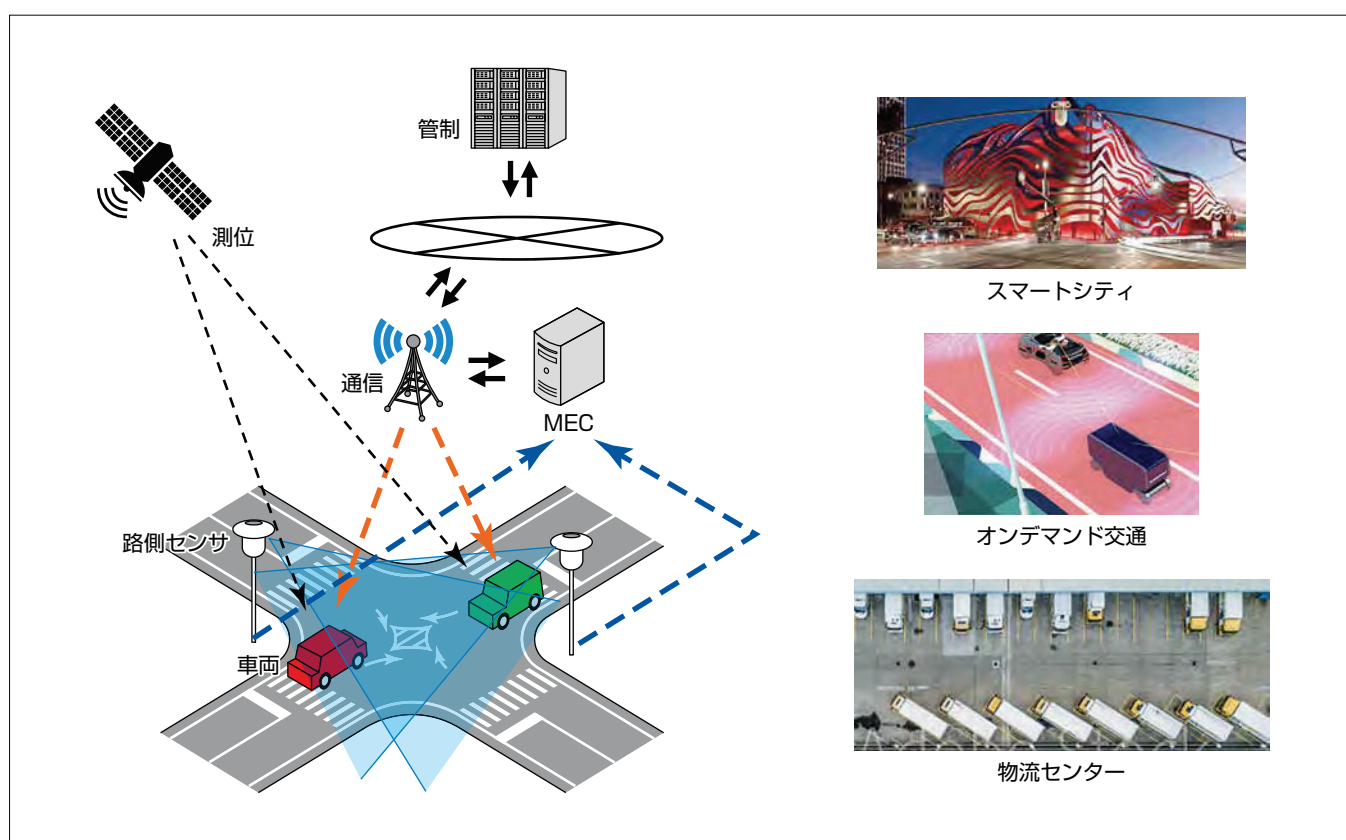 管制
測位
通信
MEC
路側センサ
車両
スマートシティ
オンデマンド交通
物流センター